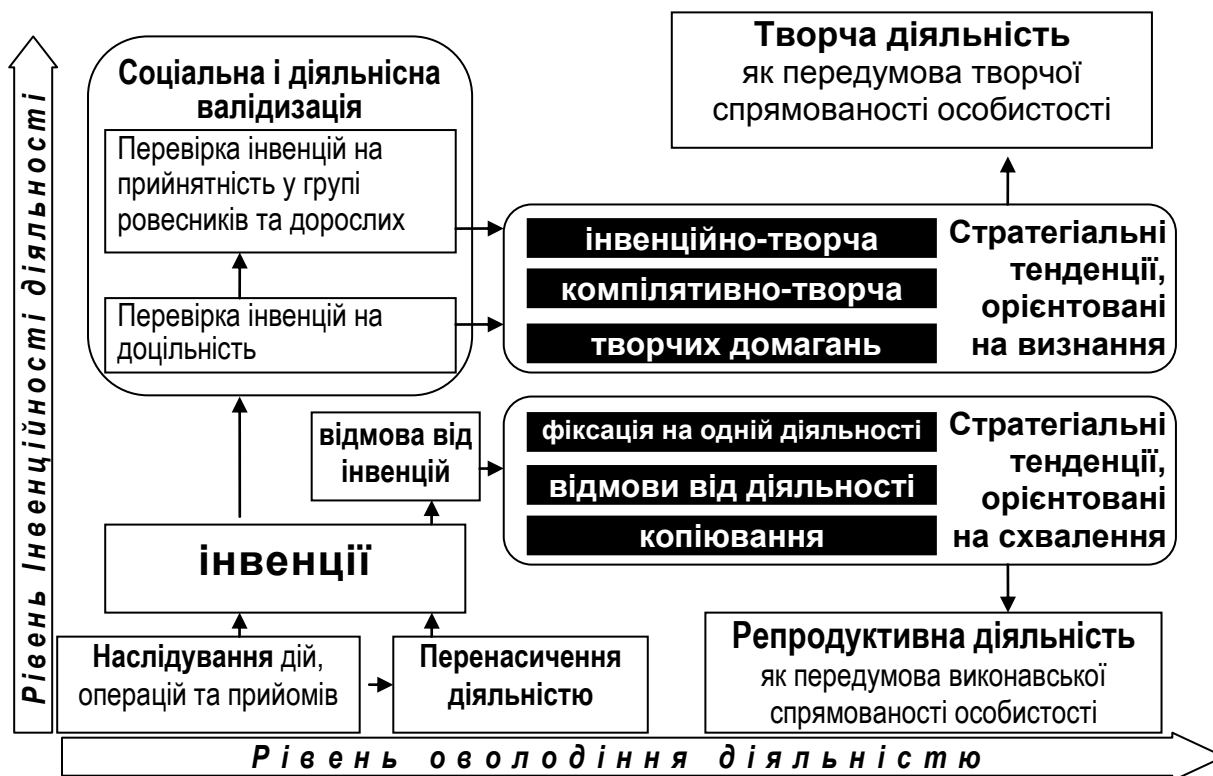 Рівень Інвенційності діяльності
Соціальна і діяльнісна
валідизація
Перевірка інвенцій на
прийнятність у групі
ровесників та дорослих
Перевірка інвенцій на
доцільність
Творча діяльність
як передумова творчої
спрямованості особистості
інвенційно-творча
компілятивно-творча
творчих домагань
Стратегіальні
тенденції,
орієнтовані
на визнання
відмова від
інвенцій
фіксація на одній діяльності
відмови від діяльності
копіювання
Стратегіальні
тенденції,
орієнтовані
на схвалення
інвенції
Наслідування дій,
операцій та прийомів
Перенасичення
діяльністю
Репродуктивна діяльність
як передумова виконавської
спрямованості особистості
Рівень оволодіння діяльністю